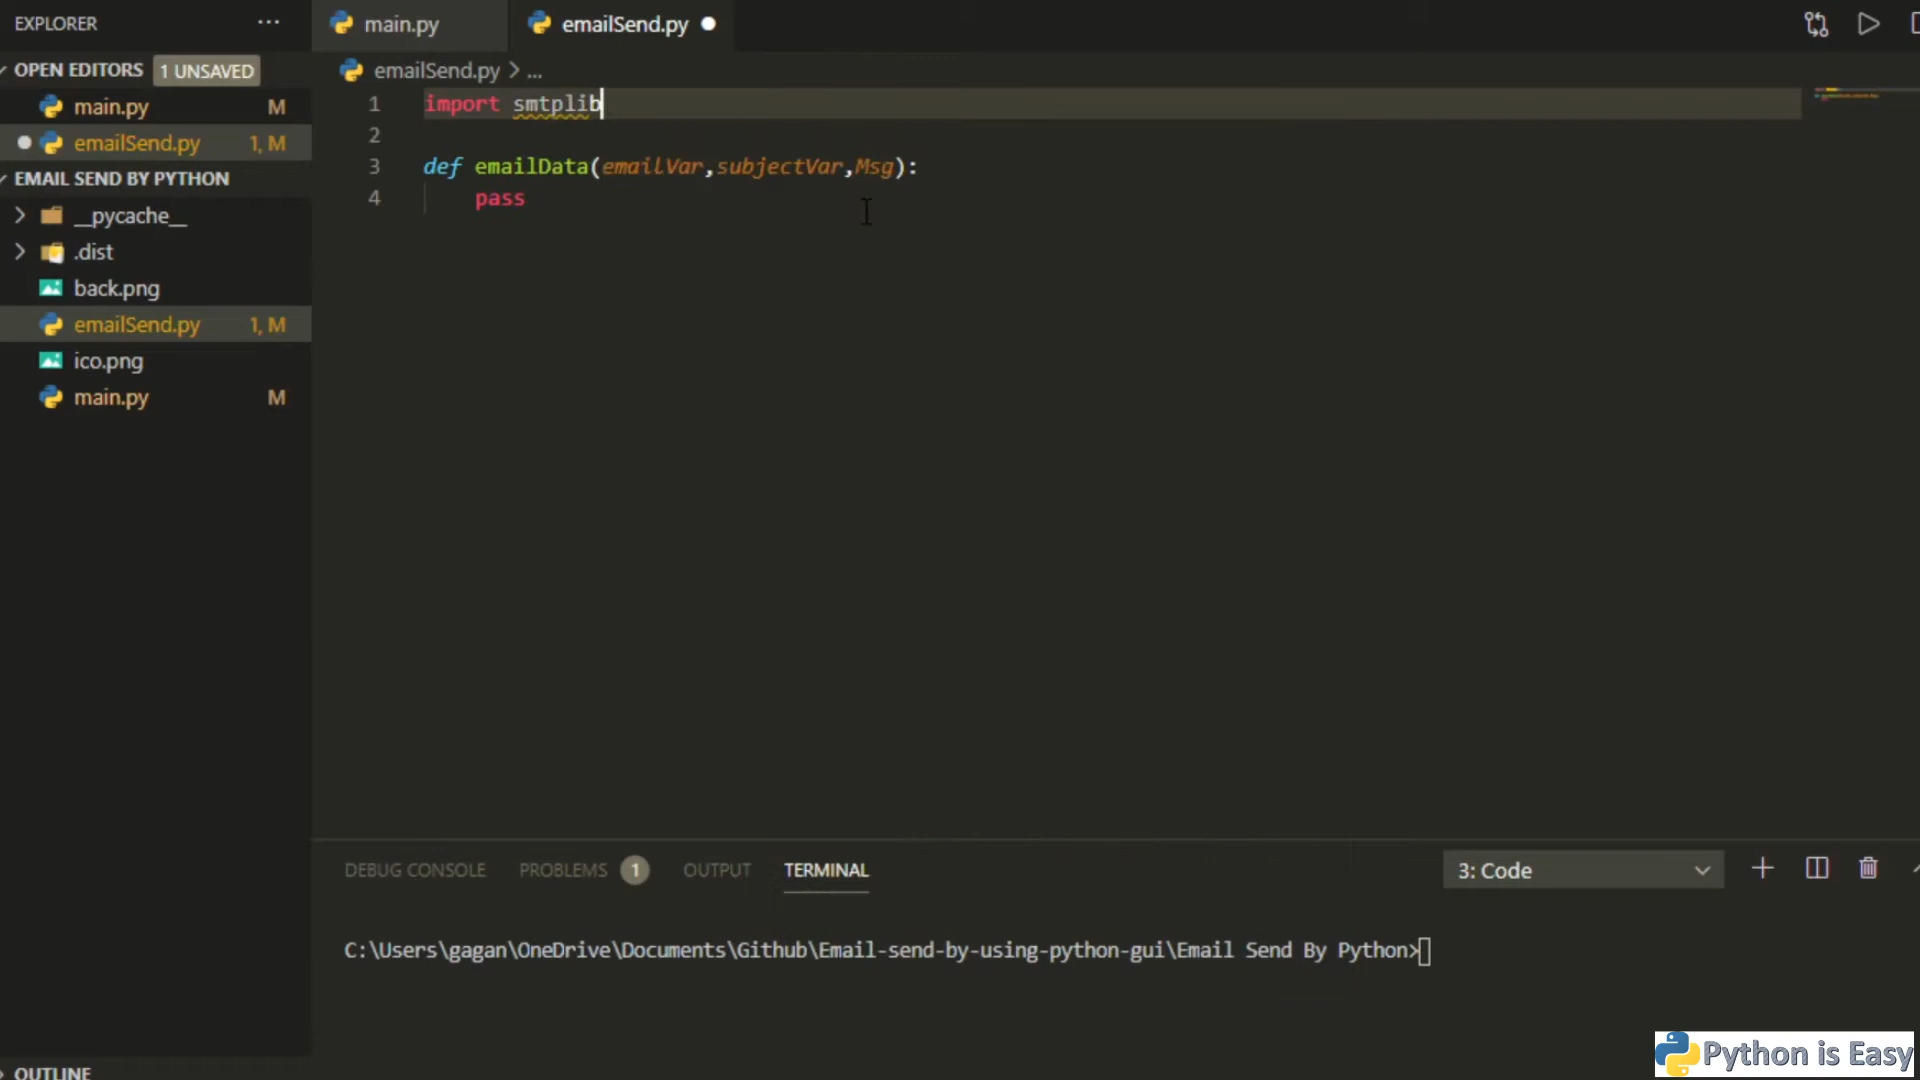 EXPLORER ...
main.py
emailSend.py
OPEN EDITORS 1 UNSAVED
main.py M
emailSend.py 1, M
EMAIL SEND BY PYTHON
__pycache__
.dist
back.png
emailSend.py 1, M
ico.png
main.py M
OUTLINE
emailSend.py > ...
1 import smtplib
2
3 def emailData(emailVar,subjectVar,Msg):
4 pass
DEBUG CONSOLE PROBLEMS 1 OUTPUT TERMINAL 3: Code
C:\Users\gagan\OneDrive\Documents\Github\Email-send-by-using-python-gui\Email Send By Python>
Python is Easy